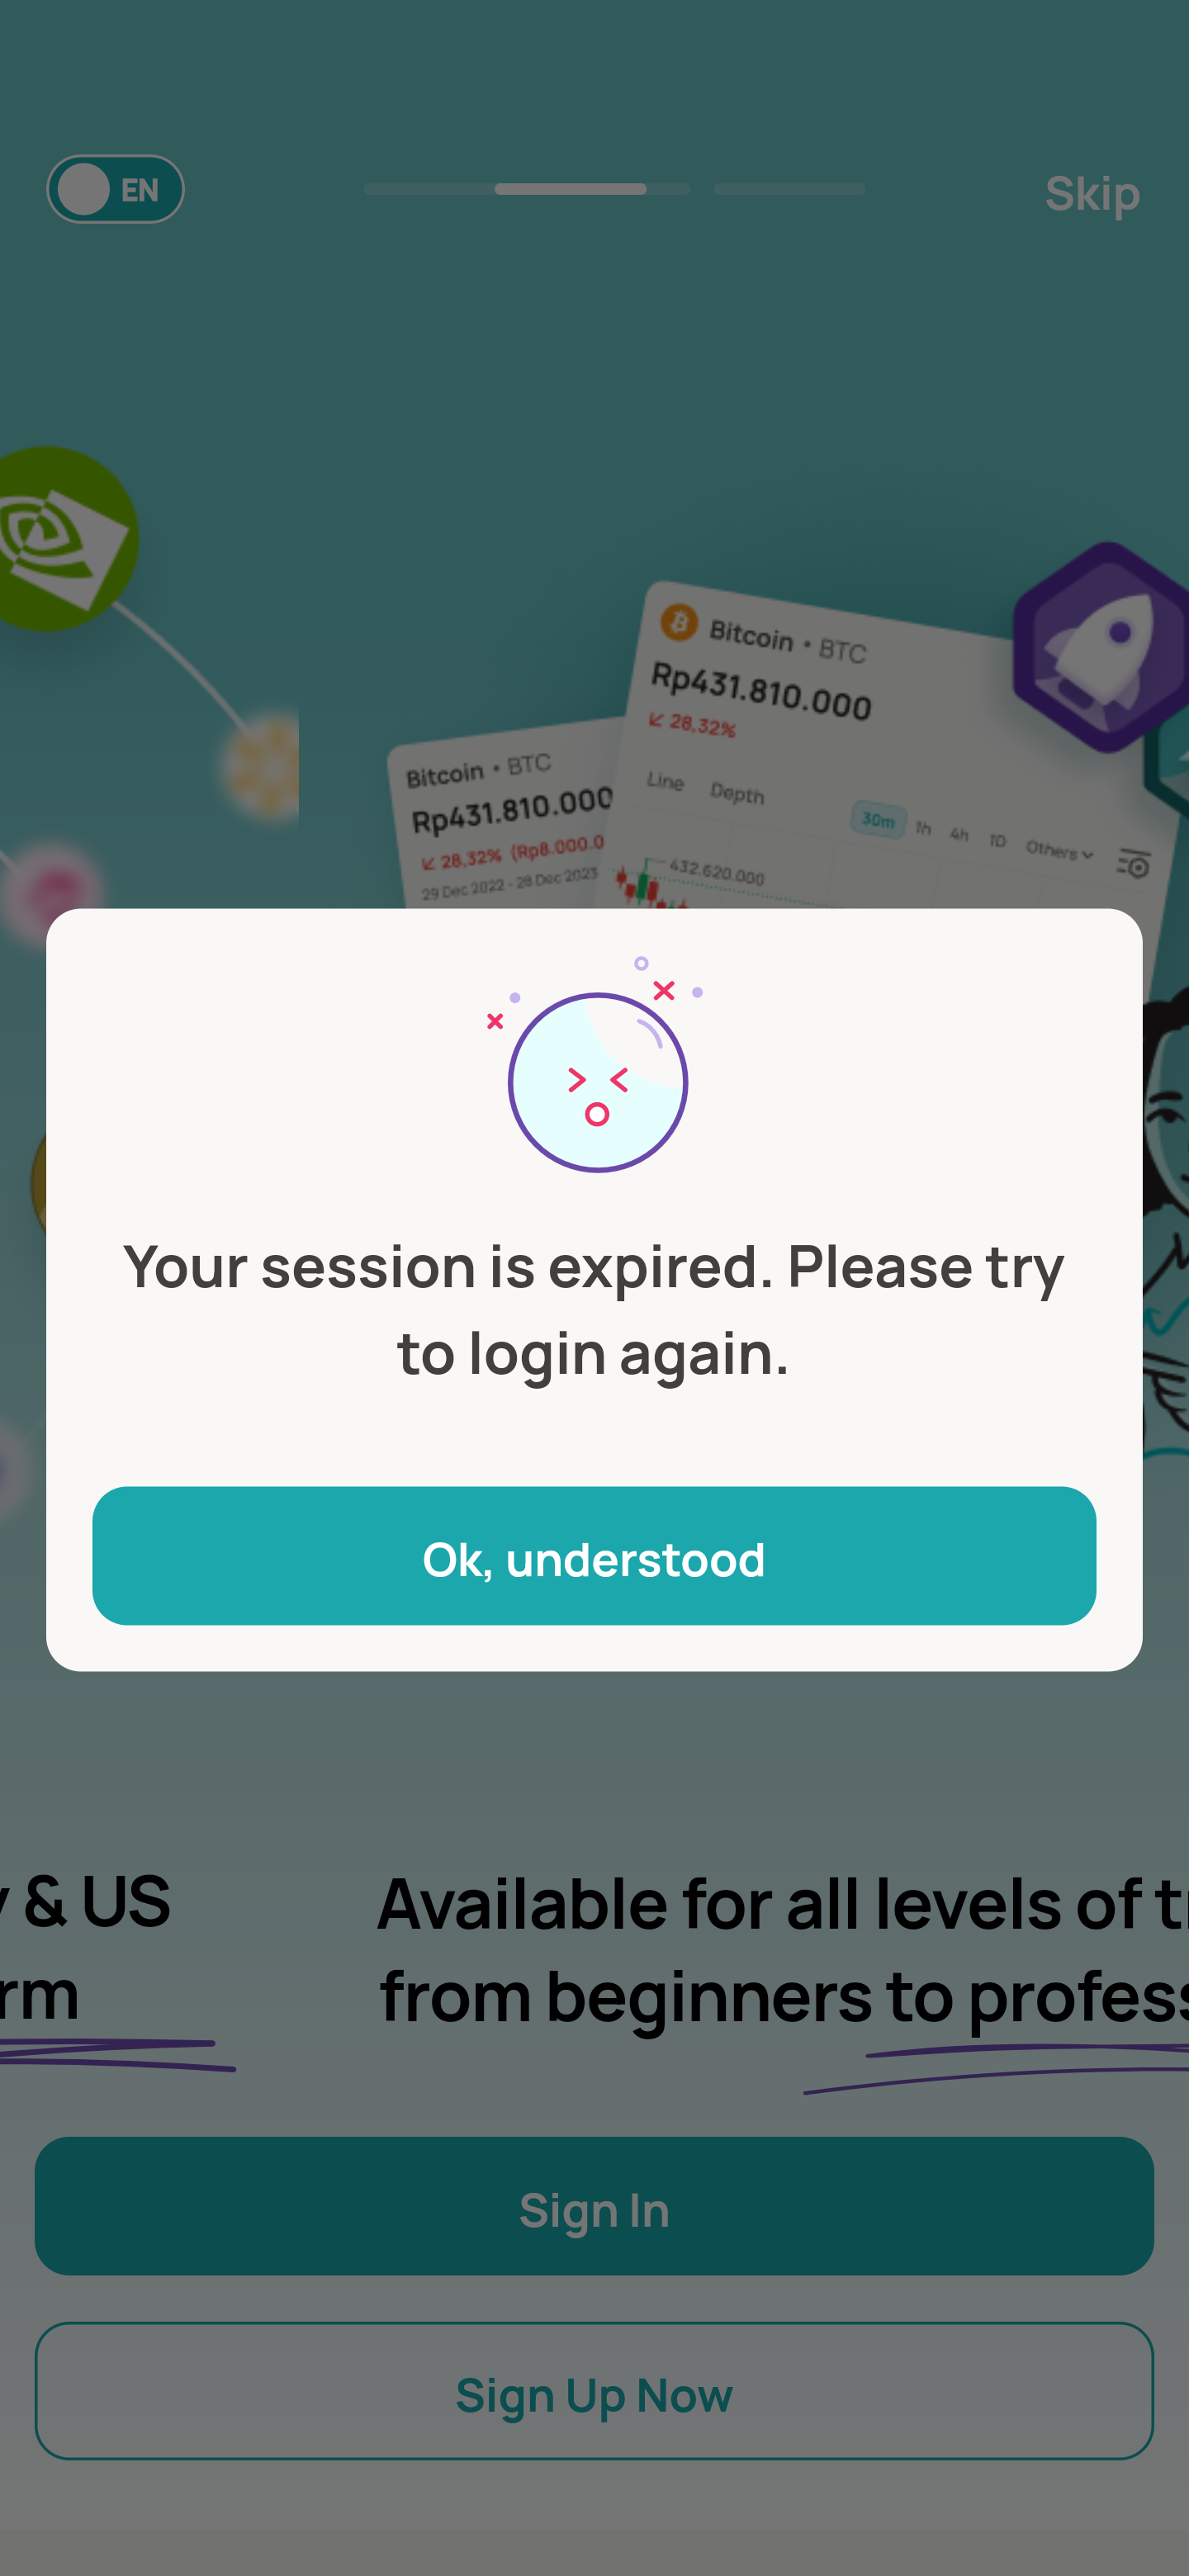 EN
Skip
Bitcoin • BTC
Rp431.810.000
28,32%
Line Depth 30m 1h 4h 1D Others
432.620.000
Bitcoin • BTC
Rp431.810.000
28,32% (Rp8.000.0
29 Dec 2022 - 28 Dec 2023
Your session is expired. Please try
to login again.
Ok, understood
& US
rm
Available for all levels of tr
from beginners to profess
Sign In
Sign Up Now